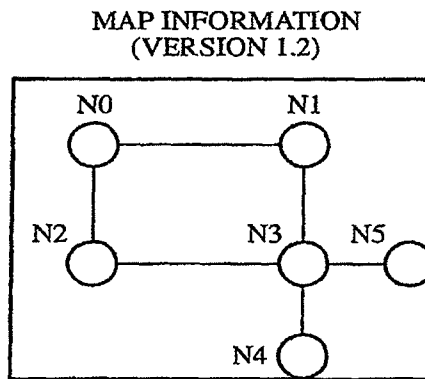 MAP INFORMATION
(VERSION 1.2)
N0 N1
N2 N3 N5
N4